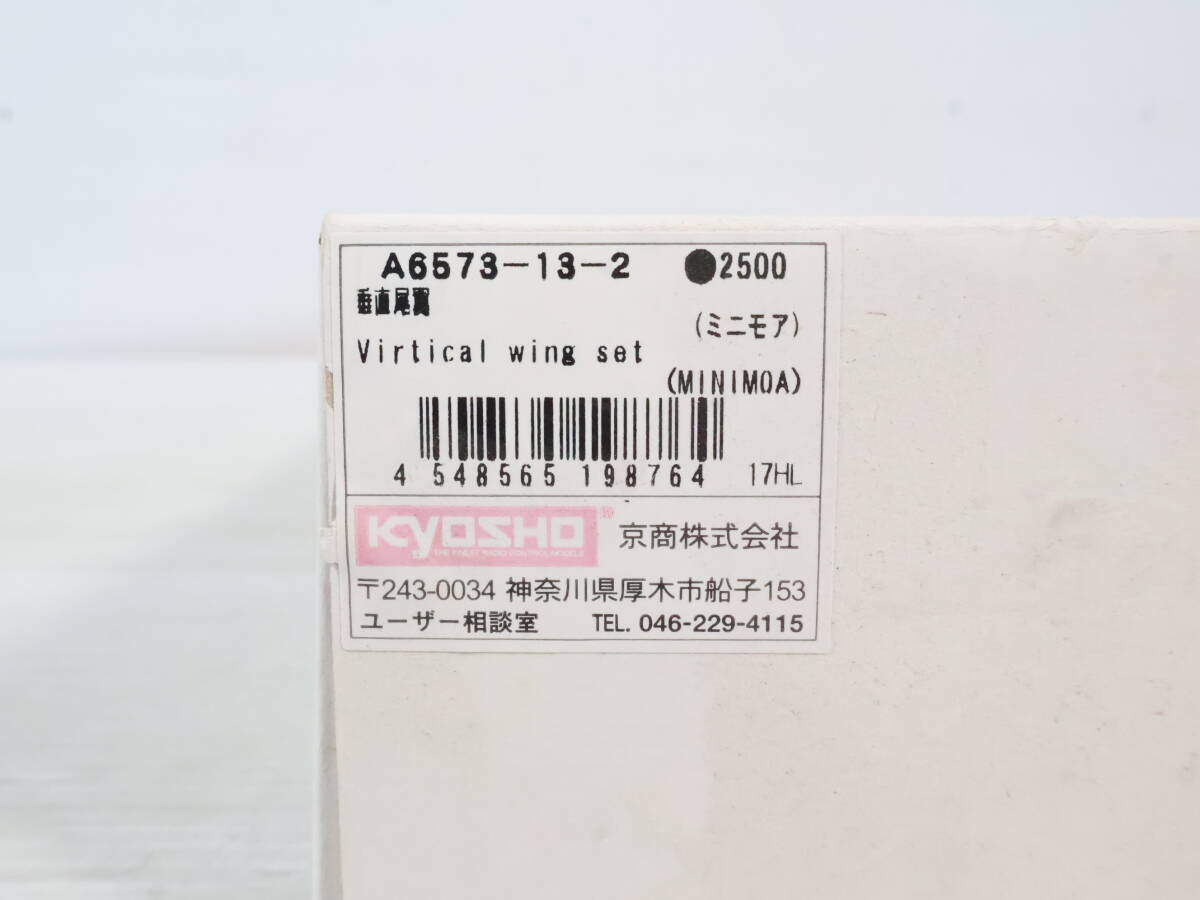 A6573-13-2 ●2500
垂直尾翼
(ミニモア)
Virtical wing set
(MINIMOA)
4 548565 198764 17HL
KYOSHO® 京商株式会社
THE FINEST RADIO CONTROL MODELS
〒243-0034 神奈川県厚木市船子153
ユーザー相談室 TEL. 046-229-4115